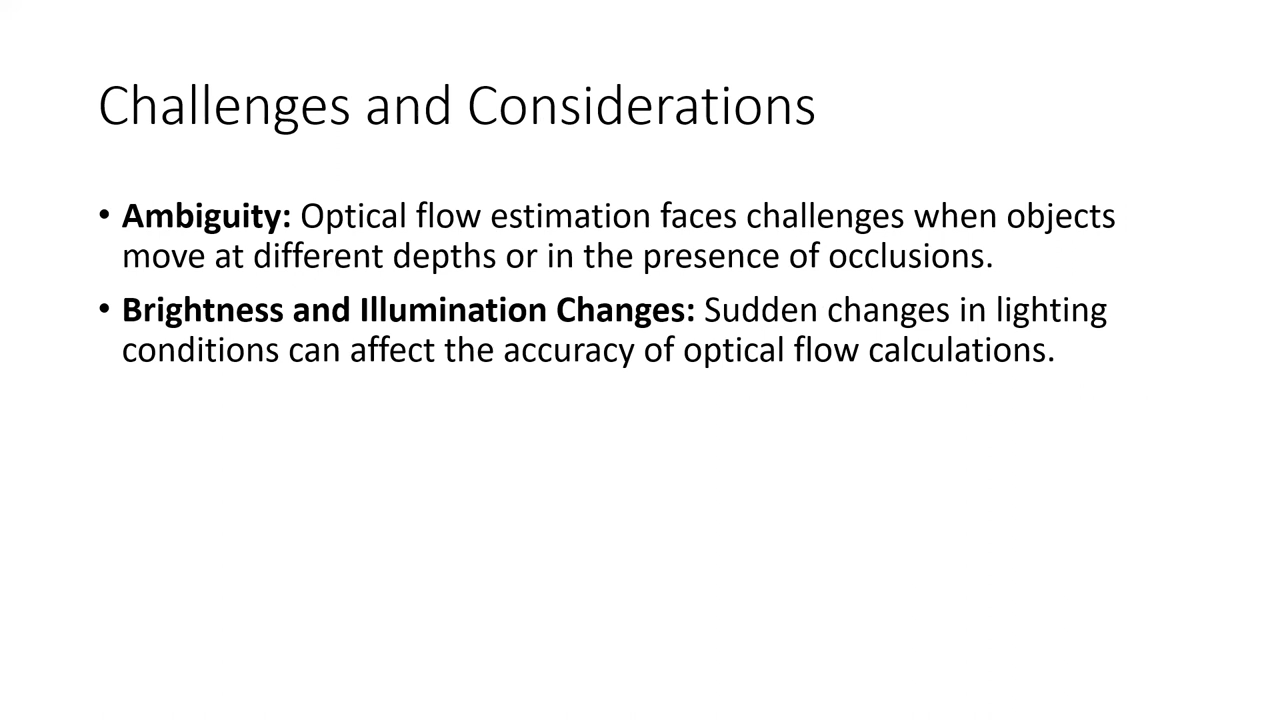 Challenges and Considerations
• Ambiguity: Optical flow estimation faces challenges when objects
move at different depths or in the presence of occlusions.
• Brightness and Illumination Changes: Sudden changes in lighting
conditions can affect the accuracy of optical flow calculations.